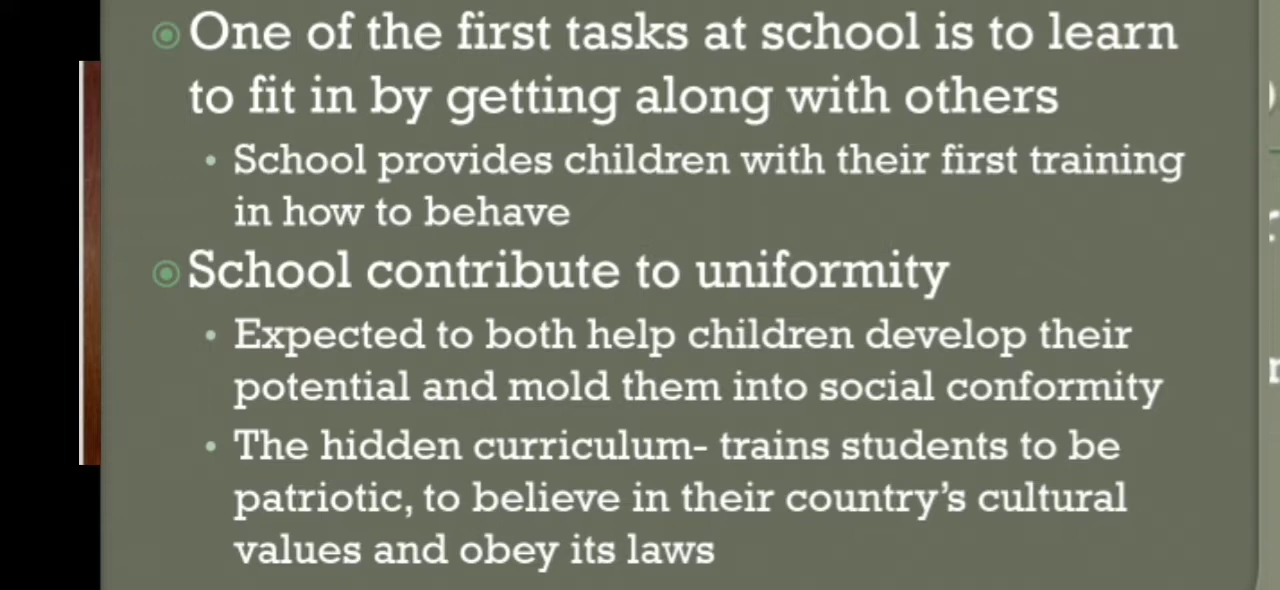 One of the first tasks at school is to learn
to fit in by getting along with others
• School provides children with their first training
in how to behave
School contribute to uniformity
• Expected to both help children develop their
potential and mold them into social conformity
• The hidden curriculum- trains students to be
patriotic, to believe in their country's cultural
values and obey its laws